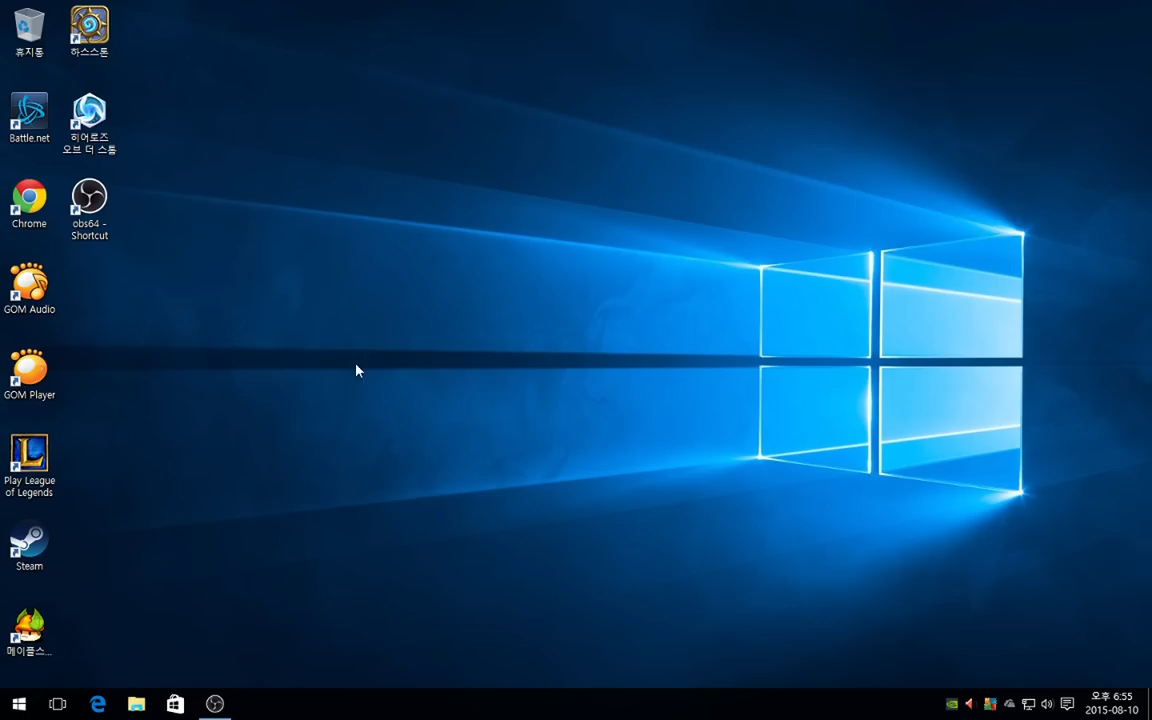 휴지통
하스스톤
Battle.net
히어로즈
오브 더 스톰
Chrome
obs64 -
Shortcut
GOM Audio
GOM Player
Play League
of Legends
Steam
메이플스...
오후 6:55
2015-08-10